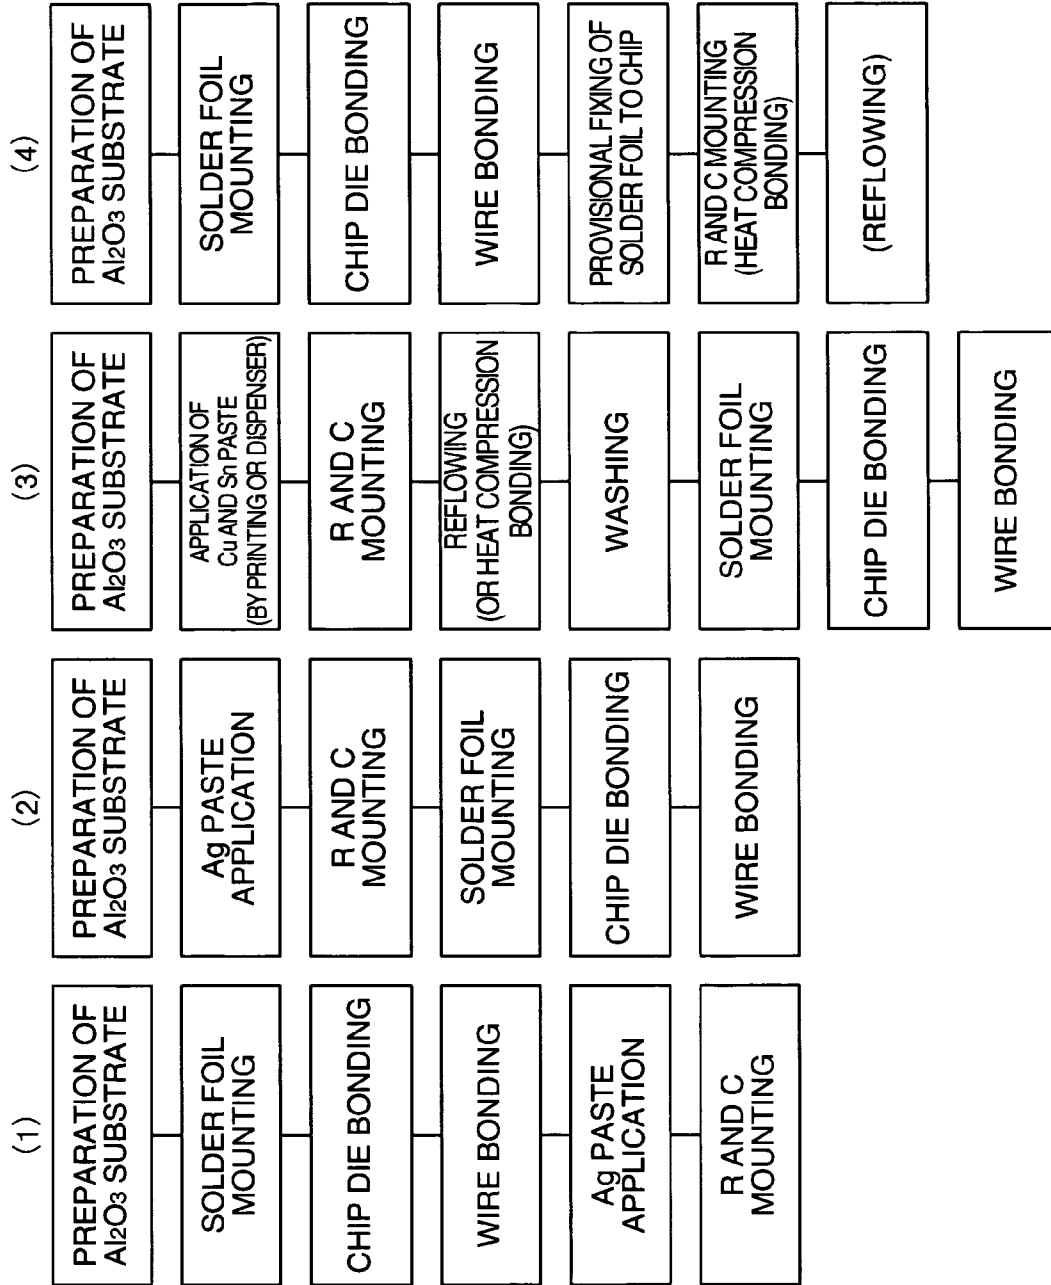 (1)
PREPARATION OF
Al2O3 SUBSTRATE
SOLDER FOIL
MOUNTING
CHIP DIE BONDING
WIRE BONDING
Ag PASTE
APPLICATION
R AND C
MOUNTING
(2)
PREPARATION OF
Al2O3 SUBSTRATE
Ag PASTE
APPLICATION
R AND C
MOUNTING
SOLDER FOIL
MOUNTING
CHIP DIE BONDING
WIRE BONDING
(3)
PREPARATION OF
Al2O3 SUBSTRATE
APPLICATION OF
Cu AND Sn PASTE
(BY PRINTING OR DISPENSER)
R AND C
MOUNTING
REFLOWING
(OR HEAT COMPRESSION
BONDING)
WASHING
SOLDER FOIL
MOUNTING
CHIP DIE BONDING
WIRE BONDING
(4)
PREPARATION OF
Al2O3 SUBSTRATE
SOLDER FOIL
MOUNTING
CHIP DIE BONDING
WIRE BONDING
PROVISIONAL FIXING OF
SOLDER FOIL TO CHIP
R AND C MOUNTING
(HEAT COMPRESSION
BONDING)
(REFLOWING)